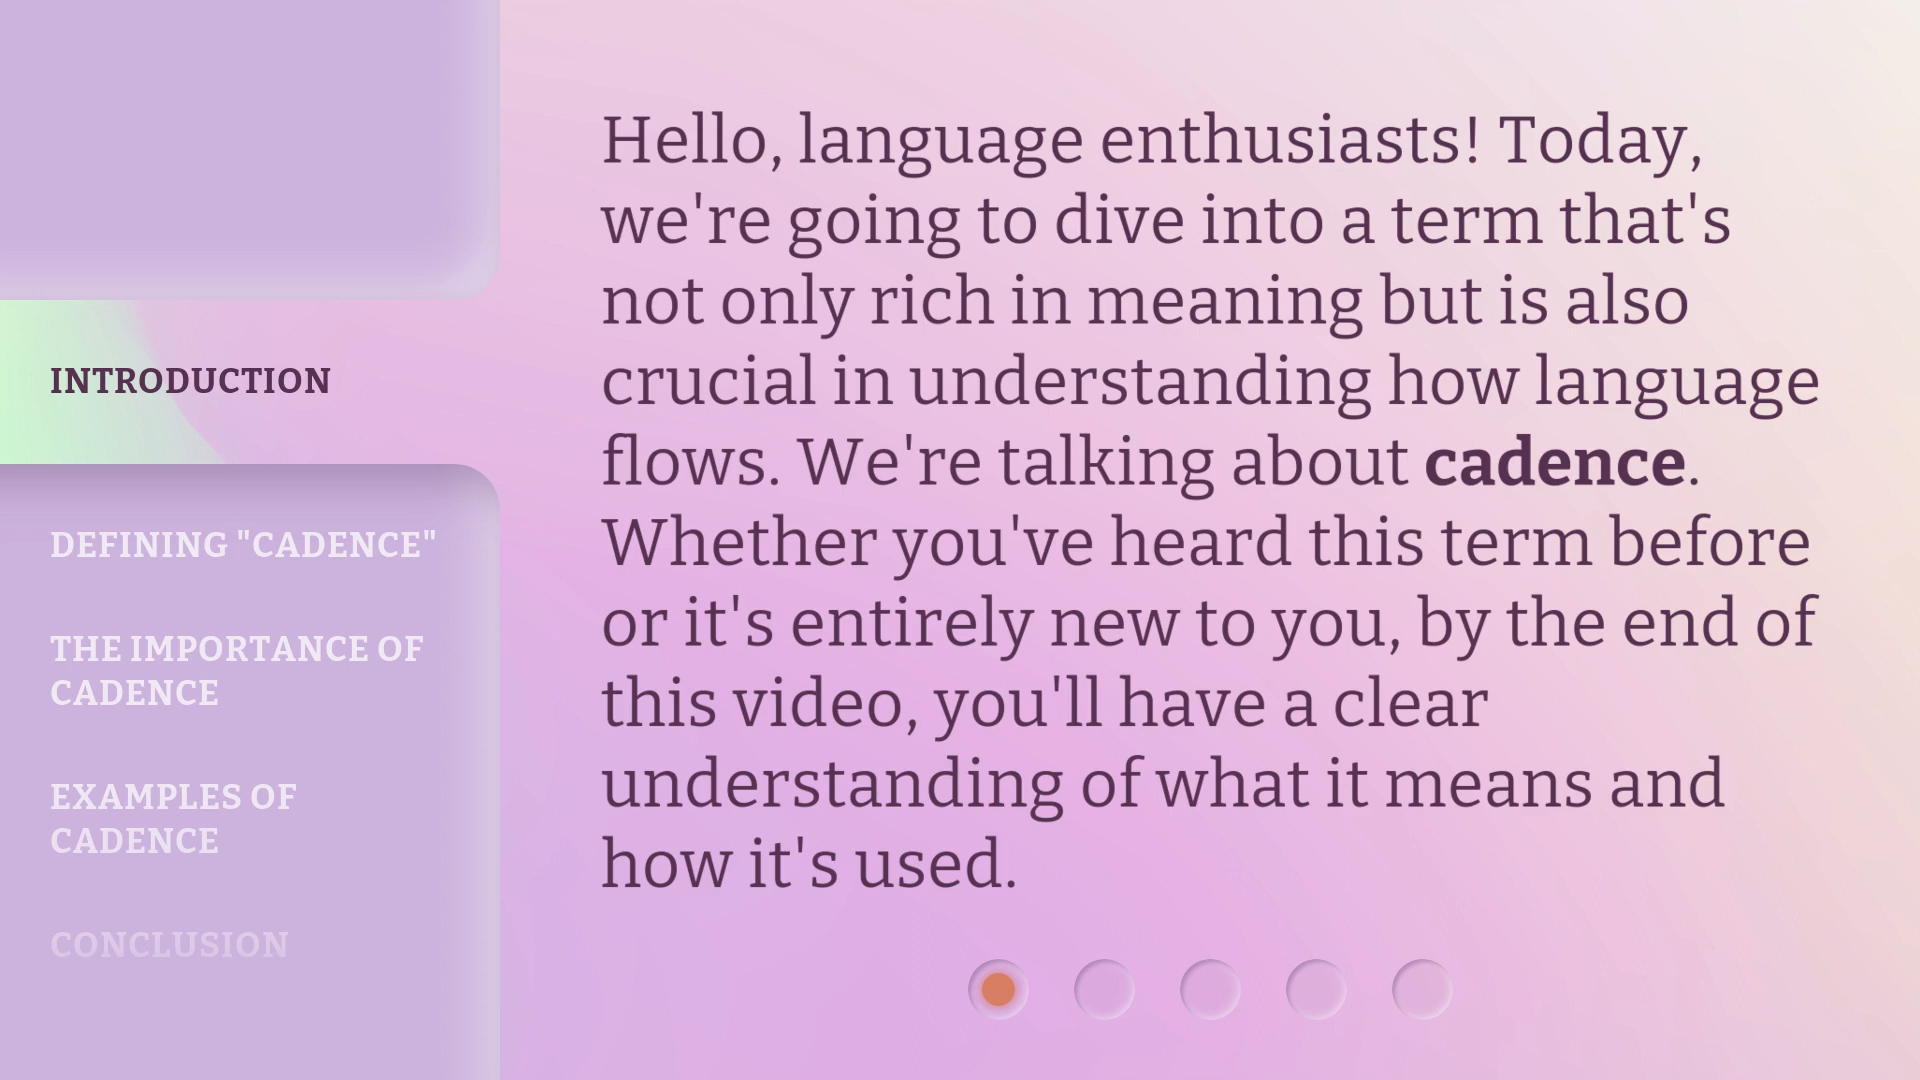 INTRODUCTION
DEFINING "CADENCE"
THE IMPORTANCE OF
CADENCE
EXAMPLES OF
CADENCE
CONCLUSION
Hello, language enthusiasts! Today,
we're going to dive into a term that's
not only rich in meaning but is also
crucial in understanding how language
flows. We're talking about cadence.
Whether you've heard this term before
or it's entirely new to you, by the end of
this video, you'll have a clear
understanding of what it means and
how it's used.